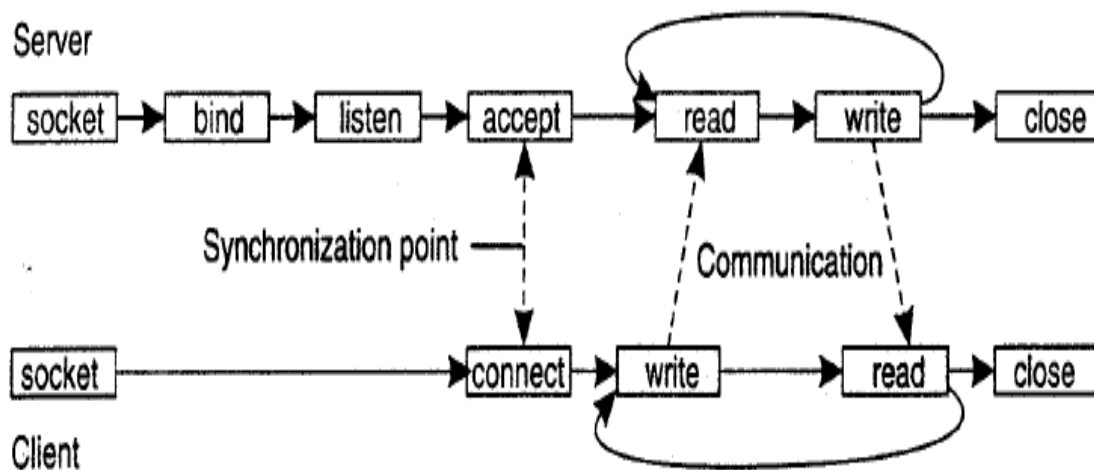 Server
socket bind listen accept read write close
Synchronization point Communication
socket connect write read close
Client